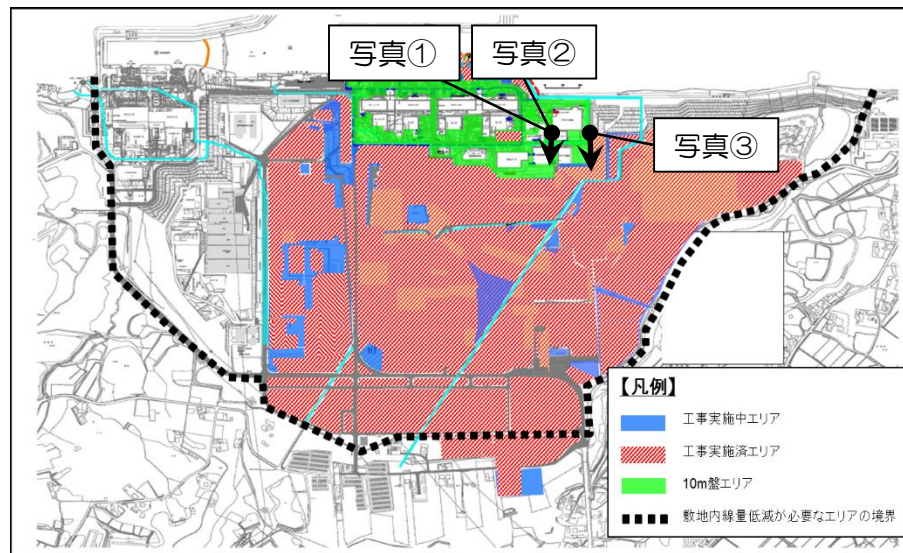 写真①
写真②
写真③
【凡例】
工事実施中エリア
工事実施済エリア
10m盤エリア
敷地内線量低減が必要なエリアの境界